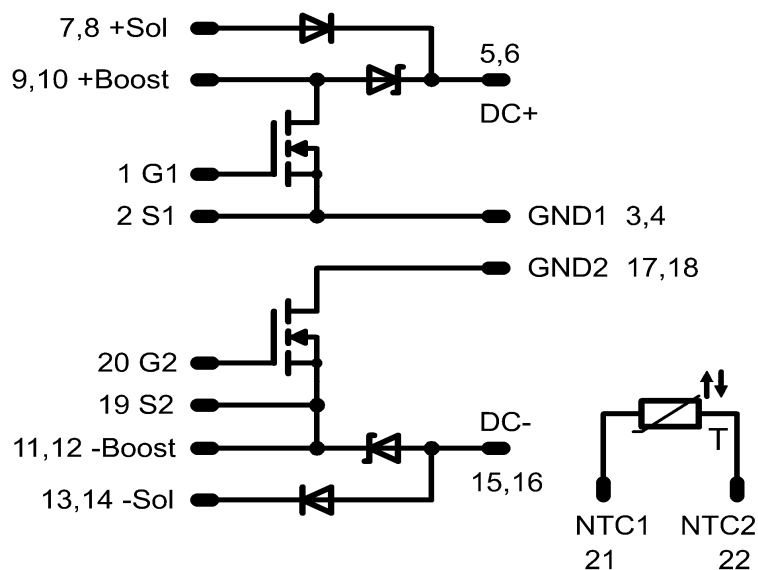 7,8 +Sol
5,6
9,10 +Boost
DC+
1 G1
2 S1
GND1 3,4
GND2 17,18
20 G2
19 S2
DC-
11,12 -Boost
T
15,16
13,14 -Sol
NTC1 NTC2
21 22